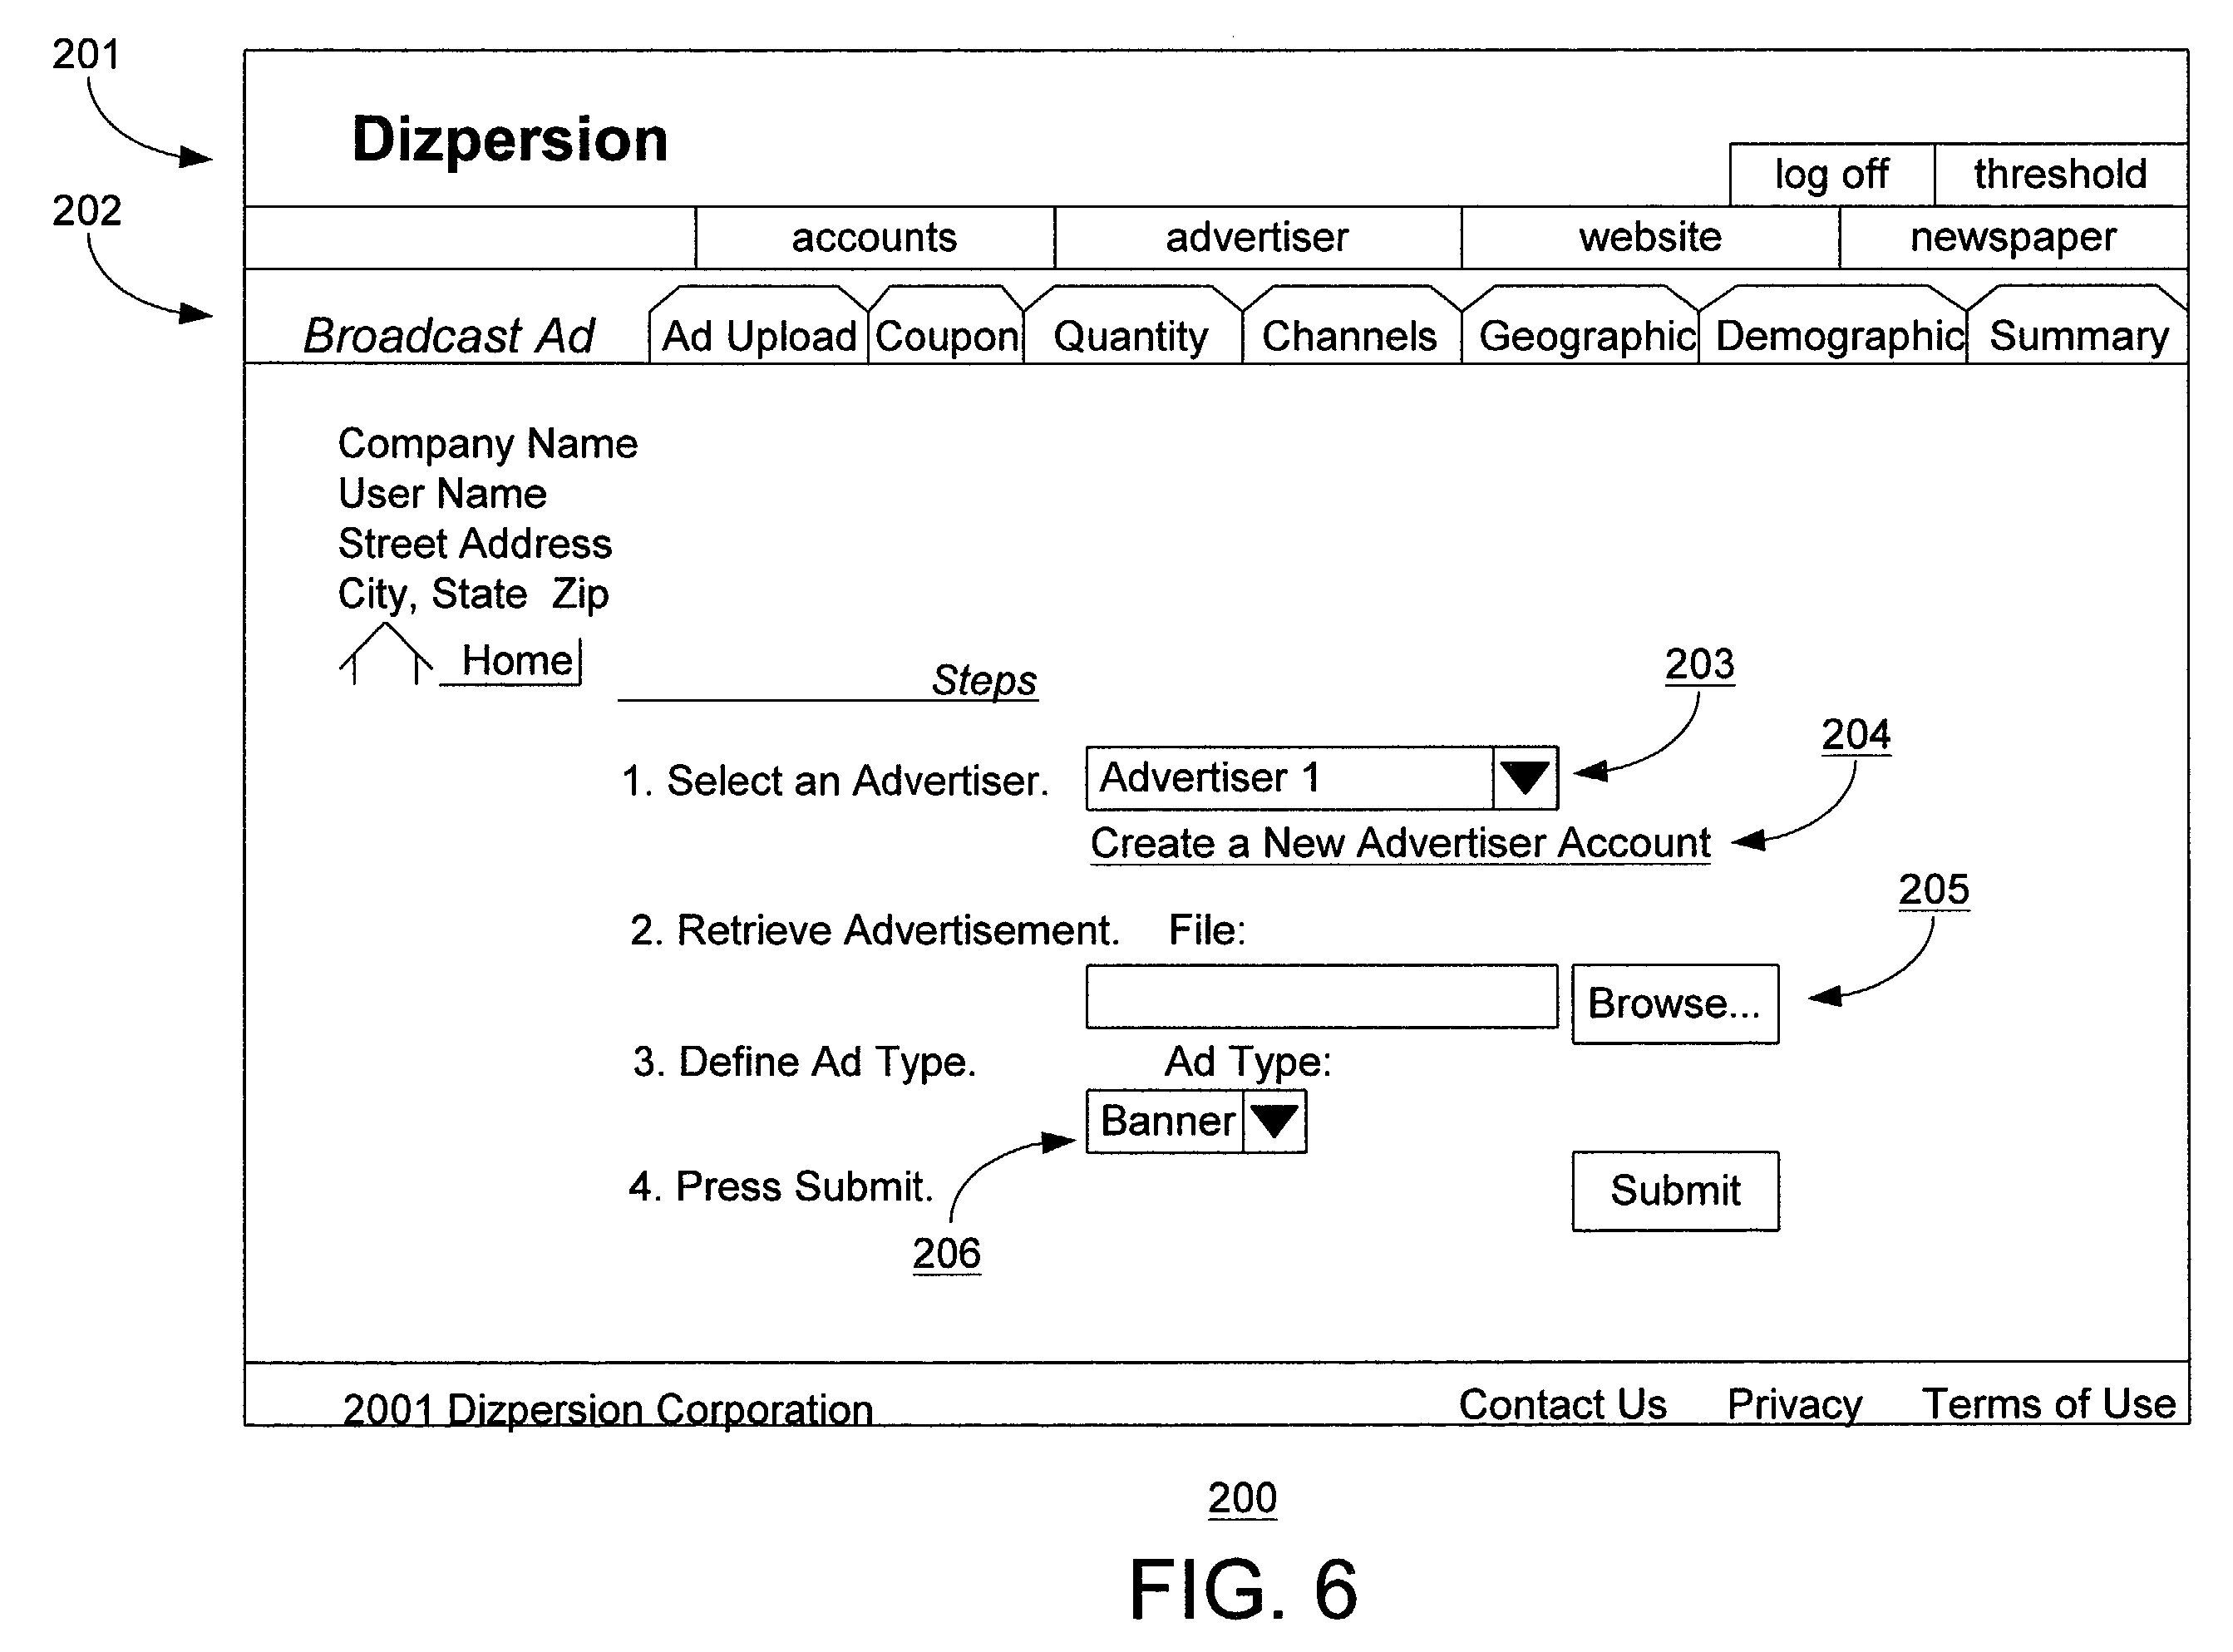 201
Dizpersion
log off threshold
202
accounts advertiser website newspaper
Broadcast Ad Ad Upload Coupon Quantity Channels Geographic Demographic Summary
Company Name
User Name
Street Address
City, State Zip
Home
Steps
203
204
1. Select an Advertiser. Advertiser 1
Create a New Advertiser Account
205
2. Retrieve Advertisement. File:
Browse...
3. Define Ad Type. Ad Type:
Banner
4. Press Submit. Submit
206
2001 Dizpersion Corporation Contact Us Privacy Terms of Use
200
FIG. 6